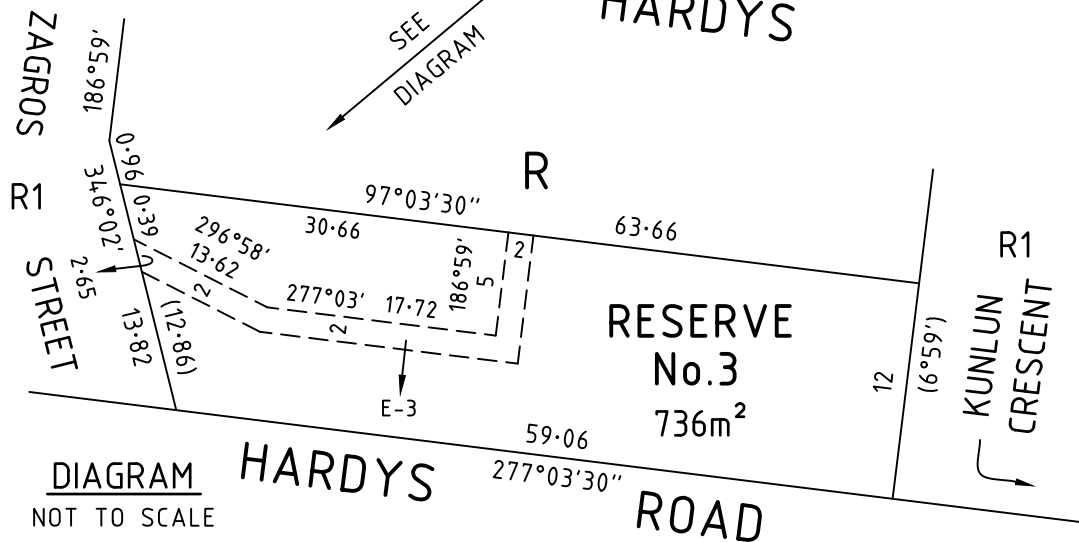 HARDYS
SEE
DIAGRAM
ZAGROS
186°59'
0·96
R
R1
346°02'
0·39
97°03'30"
30·66
63·66
296°58'
13·62
186°59'
5
2
R1
STREET
2·65
2
277°03'
17·72
2
13·82
(12·86)
E-3
RESERVE
No.3
736m²
12
(6°59')
KUNLUN
CRESCENT
59·06
277°03'30"
HARDYS
ROAD
DIAGRAM
NOT TO SCALE